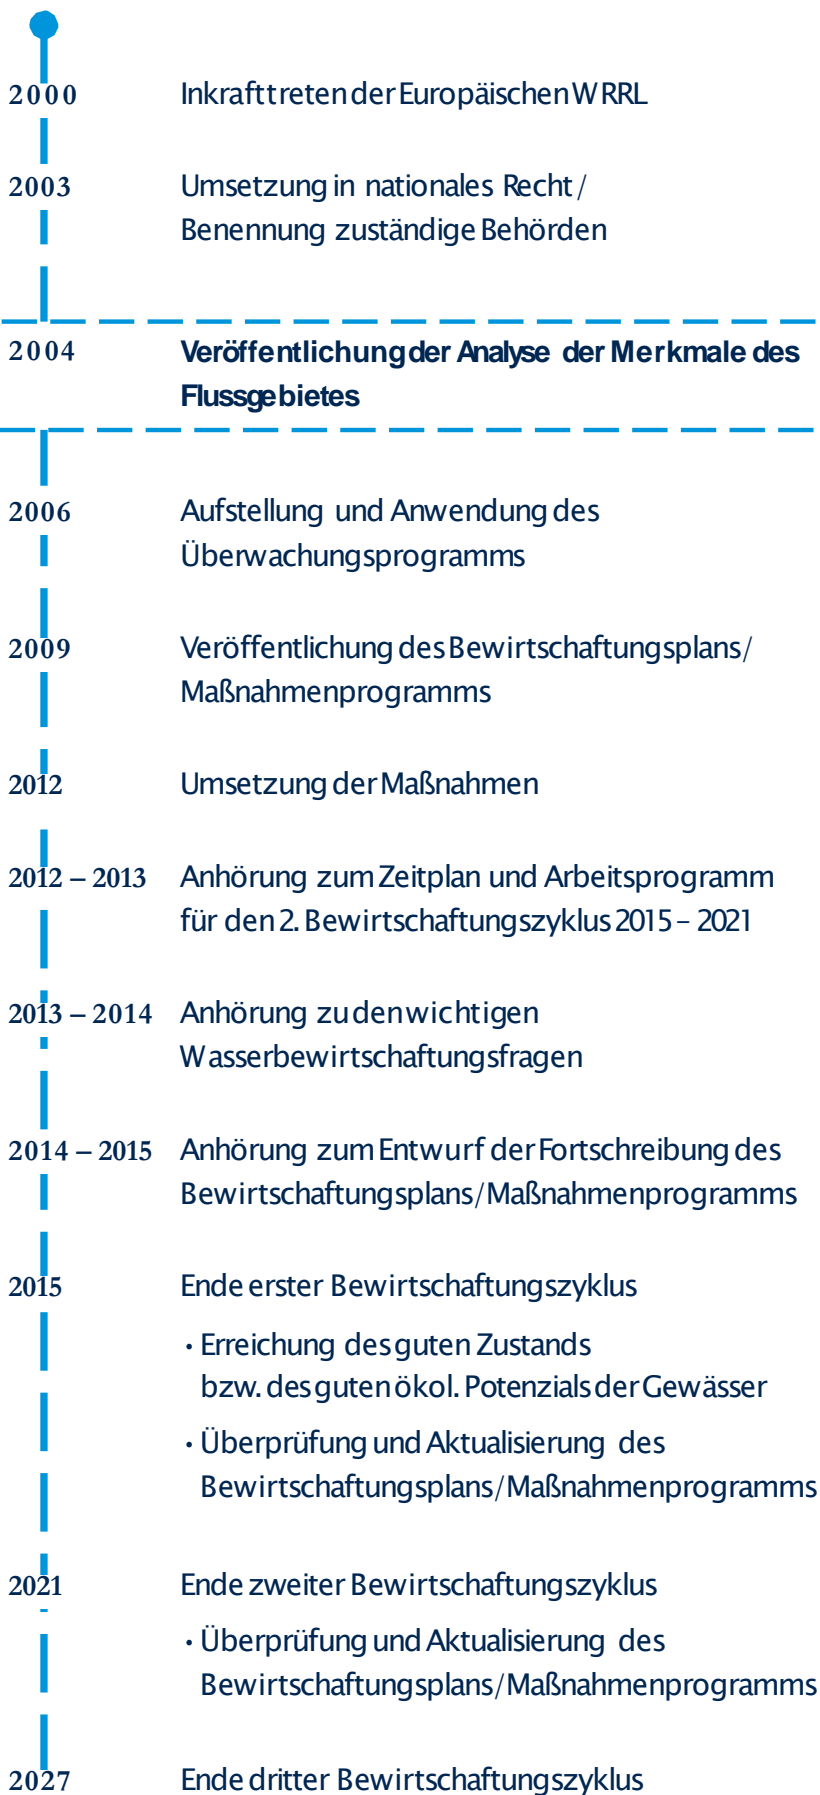 2000 Inkrafttreten der Europäischen WRRL
2003 Umsetzung in nationales Recht/
Benennung zuständige Behörden
2004 Veröffentlichung der Analyse der Merkmale des
Flussgebietes
2006 Aufstellung und Anwendung des
Überwachungsprogramms
2009 Veröffentlichung des Bewirtschaftungsplans/
Maßnahmenprogramms
2012 Umsetzung der Maßnahmen
2012 – 2013 Anhörung zum Zeitplan und Arbeitsprogramm
für den 2. Bewirtschaftungszyklus 2015 – 2021
2013 – 2014 Anhörung zu den wichtigen
Wasserbewirtschaftungsfragen
2014 – 2015 Anhörung zum Entwurf der Fortschreibung des
Bewirtschaftungsplans/Maßnahmenprogramms
2015 Ende erster Bewirtschaftungszyklus
• Erreichung des guten Zustands
bzw. des guten ökol. Potenzials der Gewässer
• Überprüfung und Aktualisierung des
Bewirtschaftungsplans/Maßnahmenprogramms
2021 Ende zweiter Bewirtschaftungszyklus
• Überprüfung und Aktualisierung des
Bewirtschaftungsplans/Maßnahmenprogramms
2027 Ende dritter Bewirtschaftungszyklus